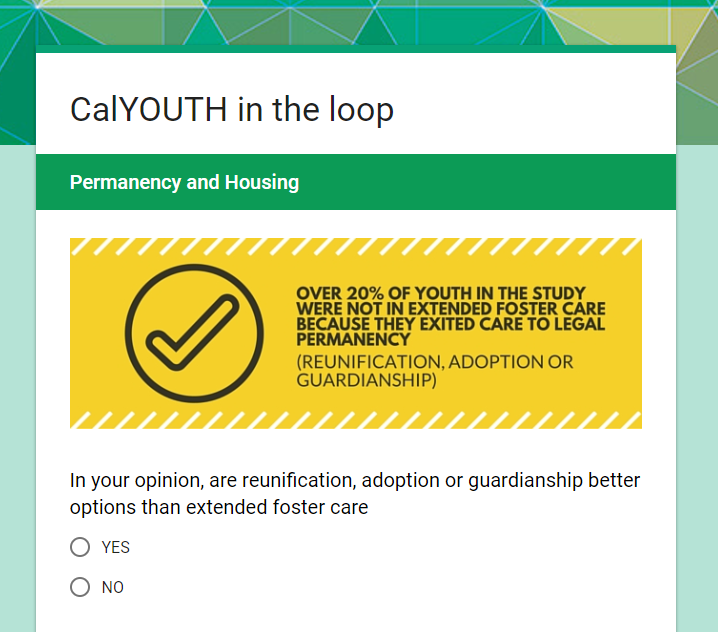 CalYOUTH in the loop
Permanency and Housing
OVER 20% OF YOUTH IN THE STUDY
WERE NOT IN EXTENDED FOSTER CARE
BECAUSE THEY EXITED CARE TO LEGAL
PERMANENCY
(REUNIFICATION, ADOPTION OR
GUARDIANSHIP)
In your opinion, are reunification, adoption or guardianship better
options than extended foster care
YES
NO